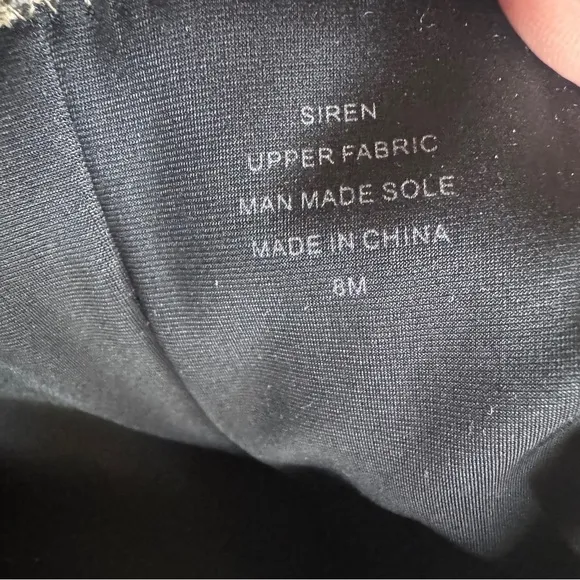 SIREN
UPPER FABRIC
MAN MADE SOLE
MADE IN CHINA
8M